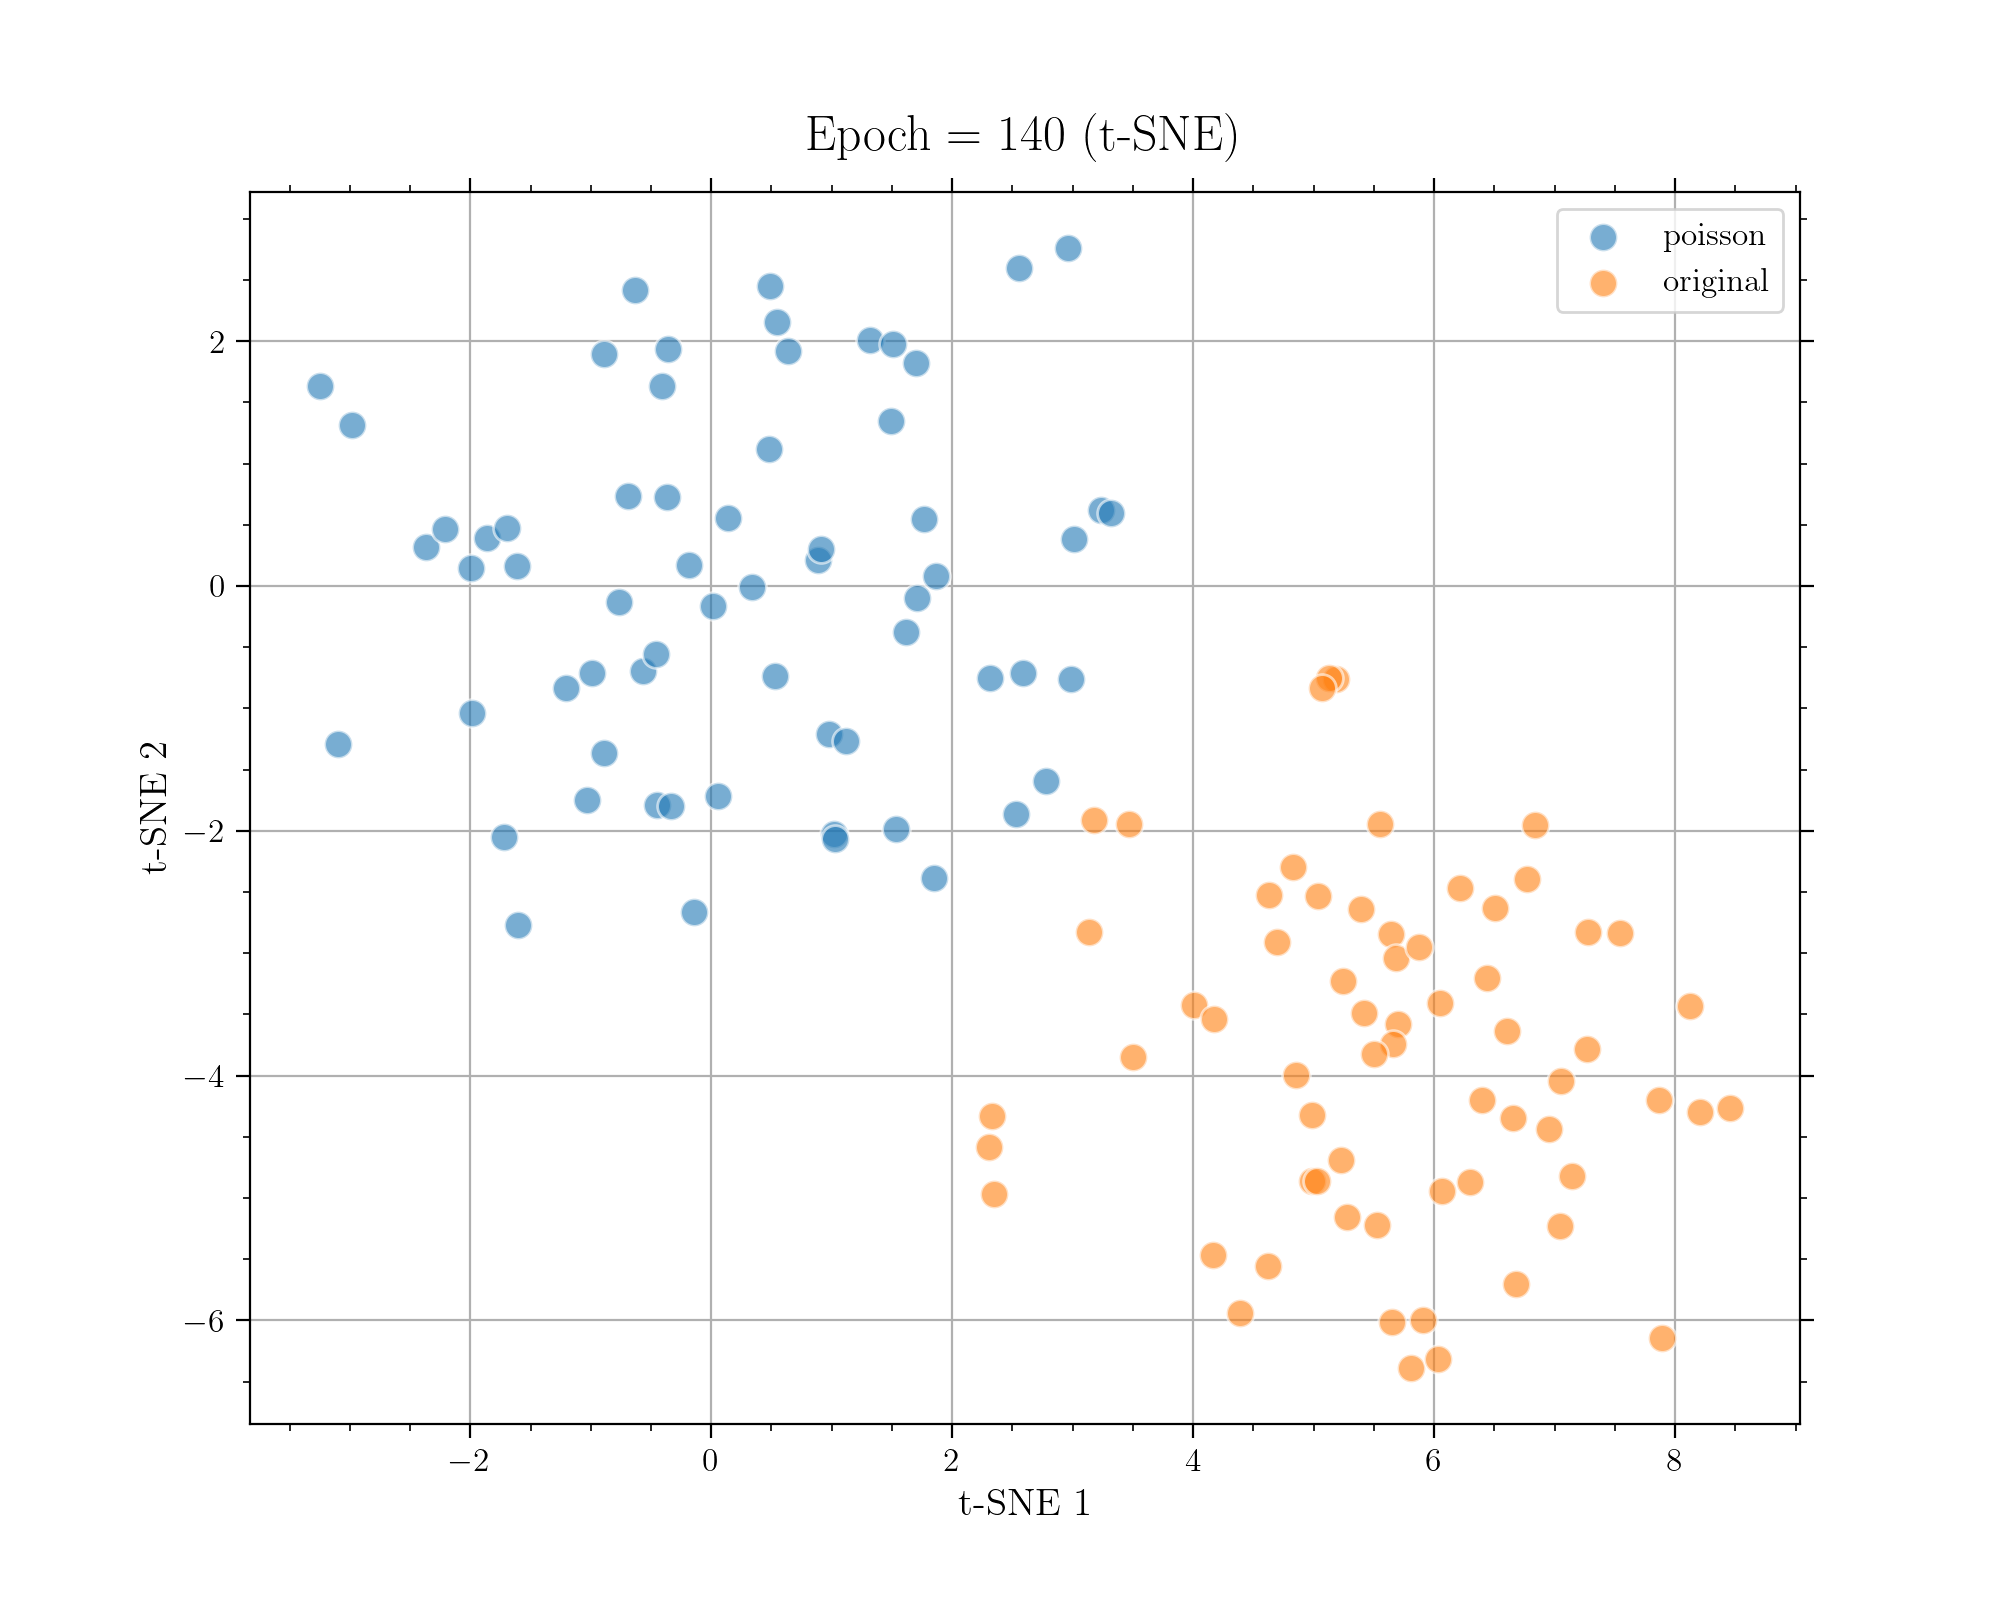 Epoch = 140 (t-SNE)
poisson
original
2
0
−2
−4
−6
t-SNE 2
−2
0
2
4
6
8
t-SNE 1